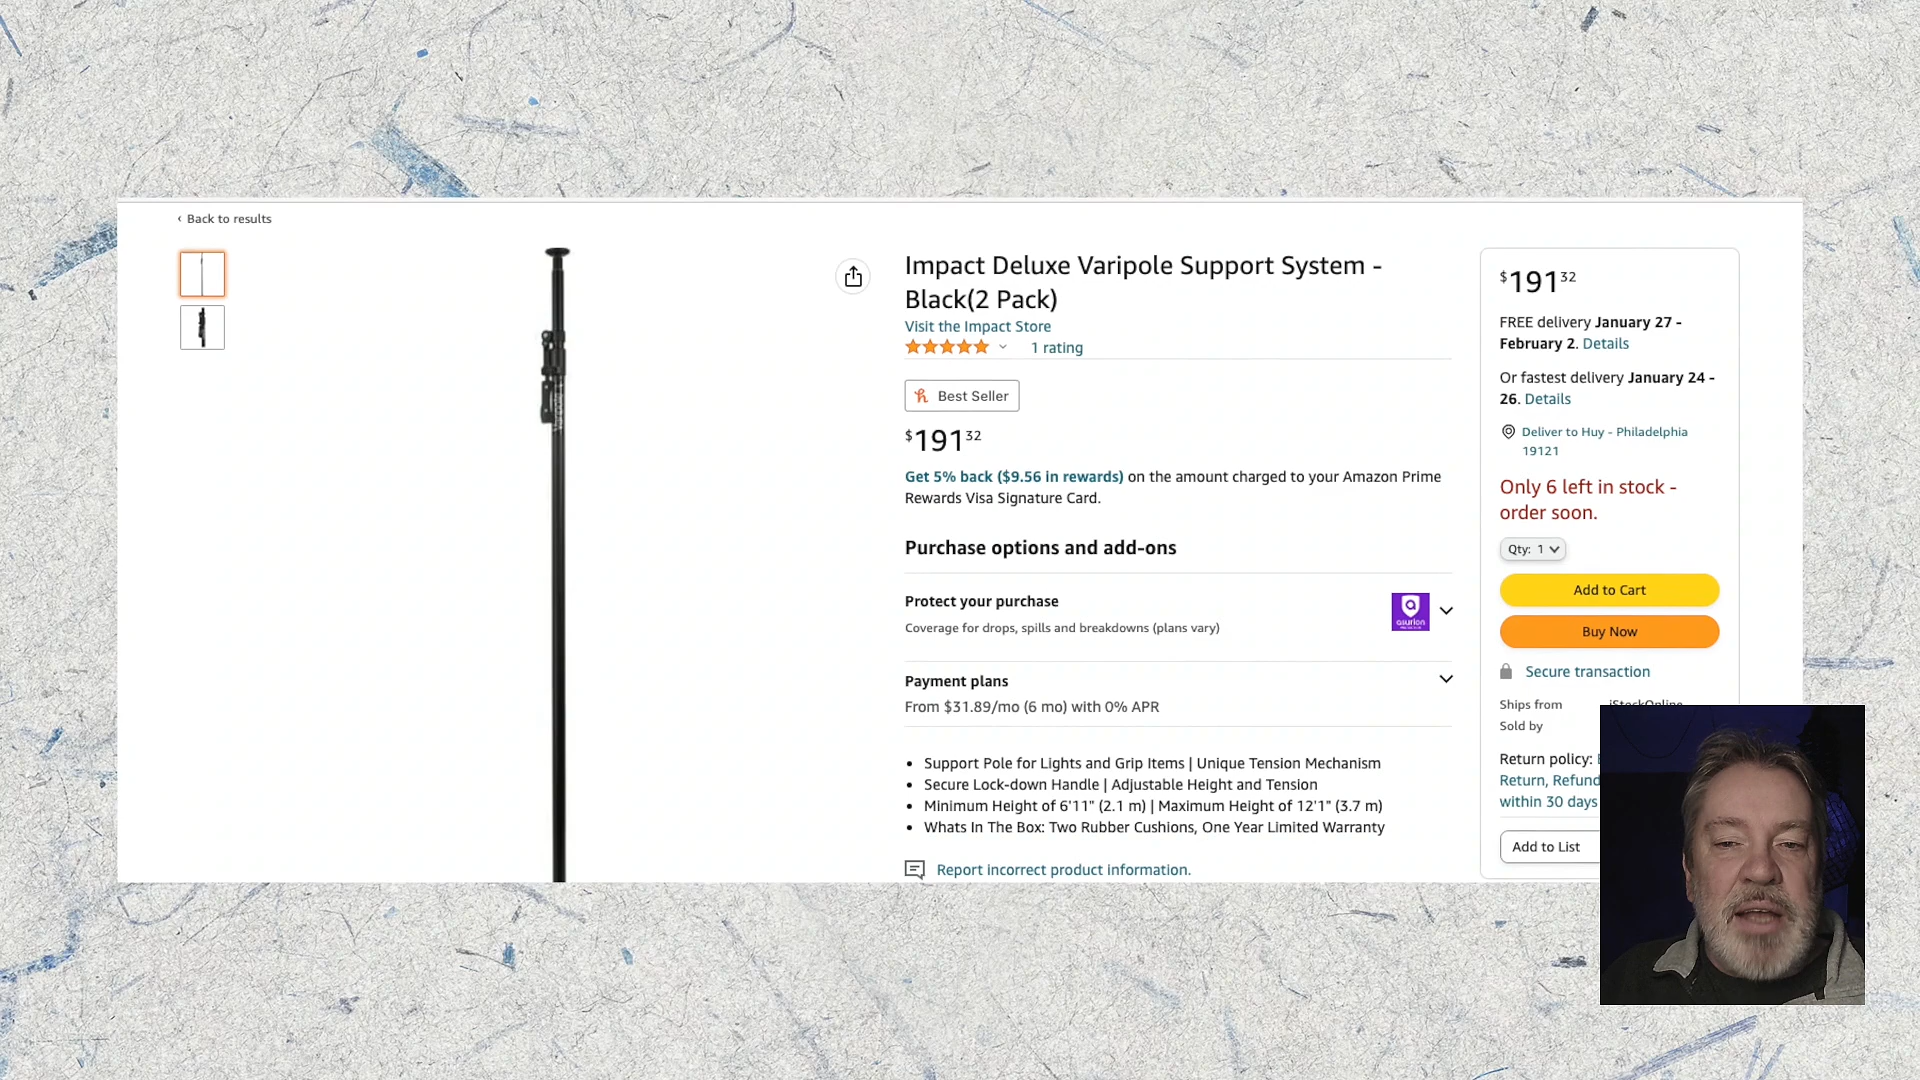 ‹ Back to results
Impact Deluxe Varipole Support System -
Black(2 Pack)
Visit the Impact Store
1 rating
Best Seller
$191 32
Get 5% back ($9.56 in rewards) on the amount charged to your Amazon Prime
Rewards Visa Signature Card.
Purchase options and add-ons
Protect your purchase
Coverage for drops, spills and breakdowns (plans vary)
asurion
Payment plans
From $31.89/mo (6 mo) with 0% APR
• Support Pole for Lights and Grip Items | Unique Tension Mechanism
• Secure Lock-down Handle | Adjustable Height and Tension
• Minimum Height of 6'11" (2.1 m) | Maximum Height of 12'1" (3.7 m)
• Whats In The Box: Two Rubber Cushions, One Year Limited Warranty
Report incorrect product information.
$191 32
FREE delivery January 27 -
February 2. Details
Or fastest delivery January 24 -
26. Details
Deliver to Huy - Philadelphia
19121
Only 6 left in stock -
order soon.
Qty: 1
Add to Cart
Buy Now
Secure transaction
Ships from
Sold by
Return policy:
Return, Refund
within 30 days
Add to List